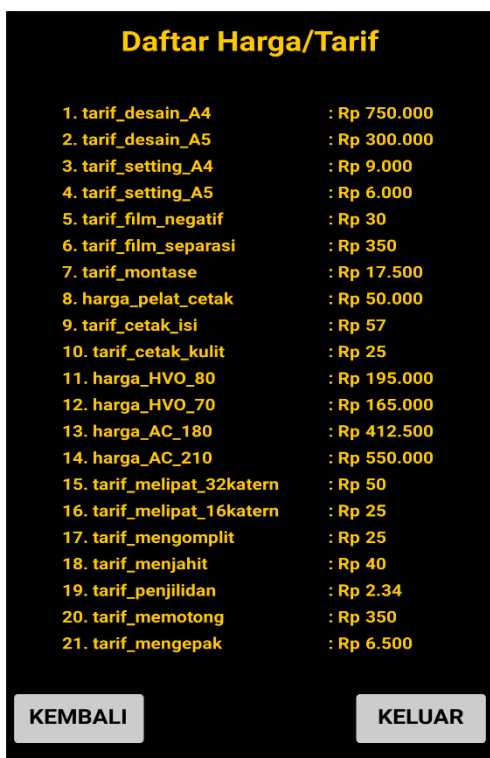 Daftar Harga/Tarif
1. tarif_desain_A4 : Rp 750.000
2. tarif_desain_A5 : Rp 300.000
3. tarif_setting_A4 : Rp 9.000
4. tarif_setting_A5 : Rp 6.000
5. tarif_film_negatif : Rp 30
6. tarif_film_separasi : Rp 350
7. tarif_montase : Rp 17.500
8. harga_pelat_cetak : Rp 50.000
9. tarif_cetak_isi : Rp 57
10. tarif_cetak_kulit : Rp 25
11. harga_HVO_80 : Rp 195.000
12. harga_HVO_70 : Rp 165.000
13. harga_AC_180 : Rp 412.500
14. harga_AC_210 : Rp 550.000
15. tarif_melipat_32katern : Rp 50
16. tarif_melipat_16katern : Rp 25
17. tarif_mengomplit : Rp 25
18. tarif_menjahit : Rp 40
19. tarif_penjilidan : Rp 2.34
20. tarif_memotong : Rp 350
21. tarif_mengepak : Rp 6.500
KEMBALI KELUAR